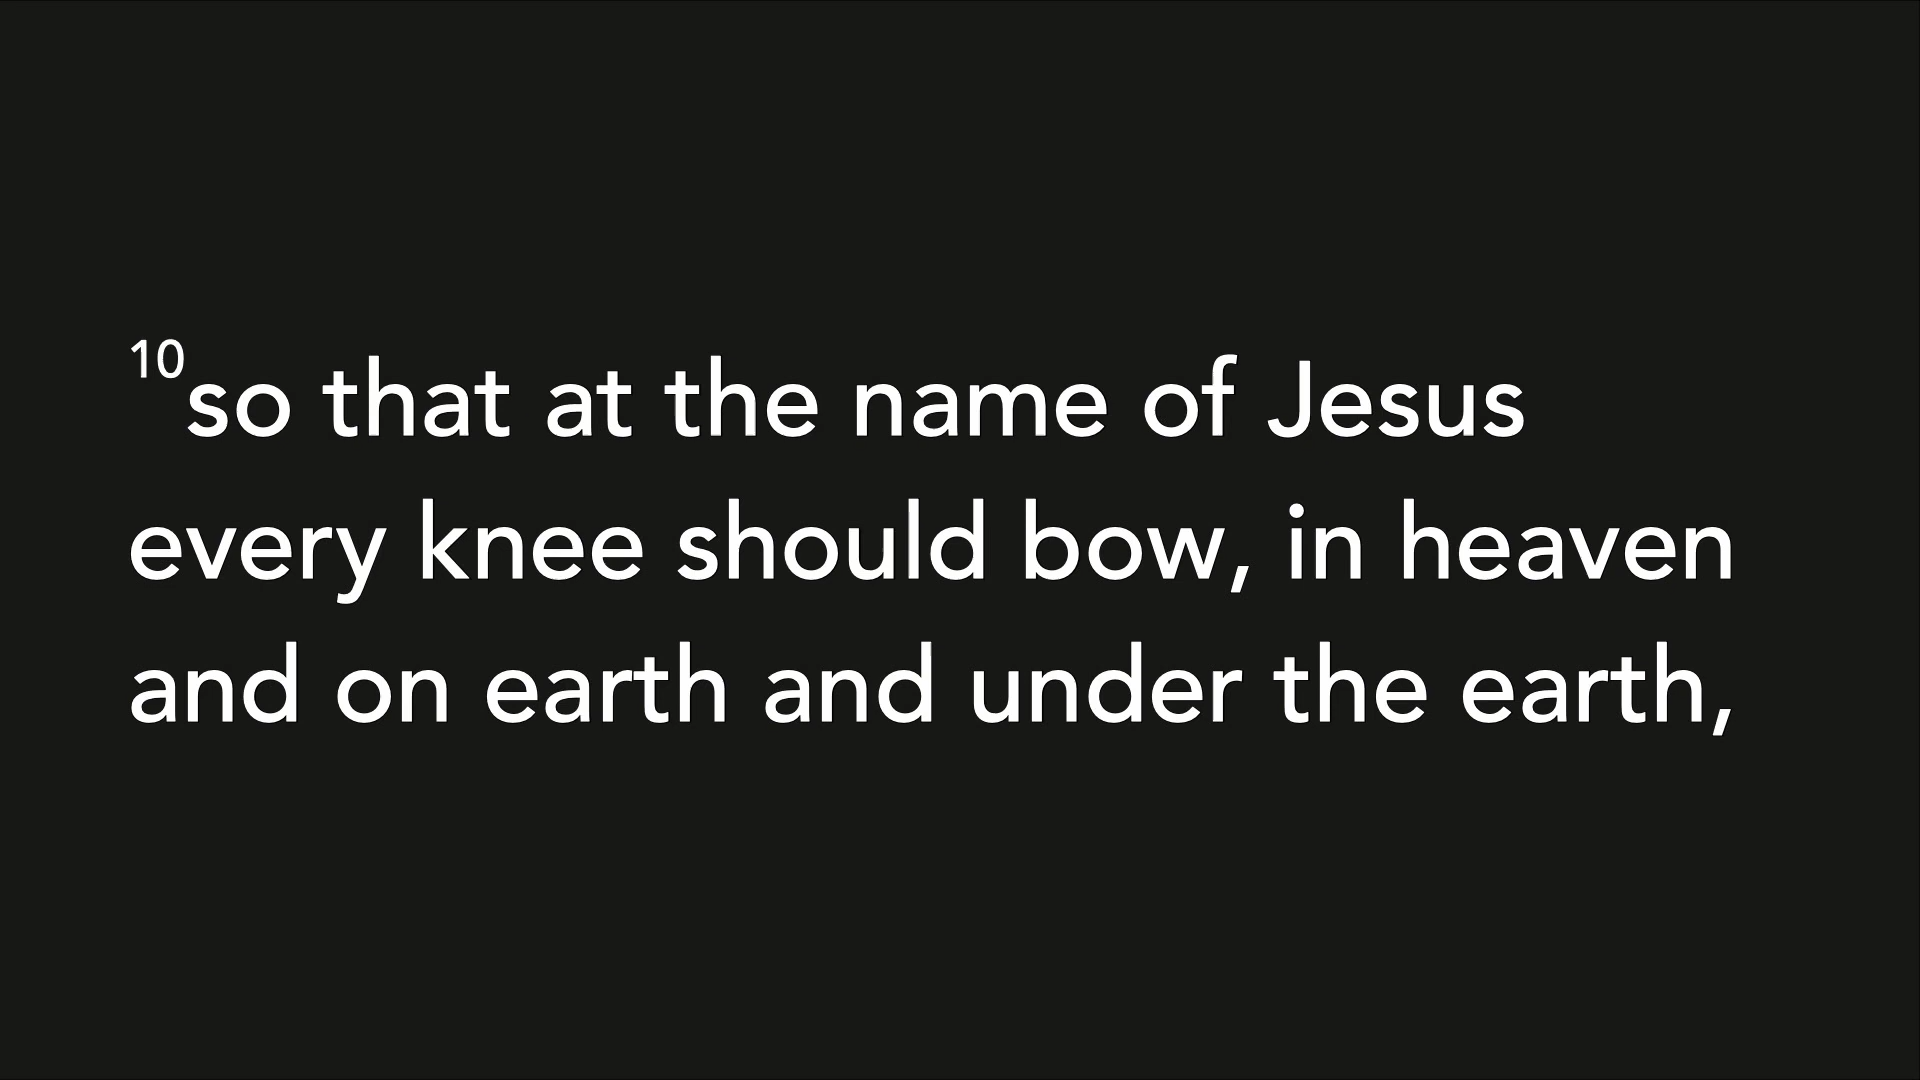 10so that at the name of Jesus
every knee should bow, in heaven
and on earth and under the earth,